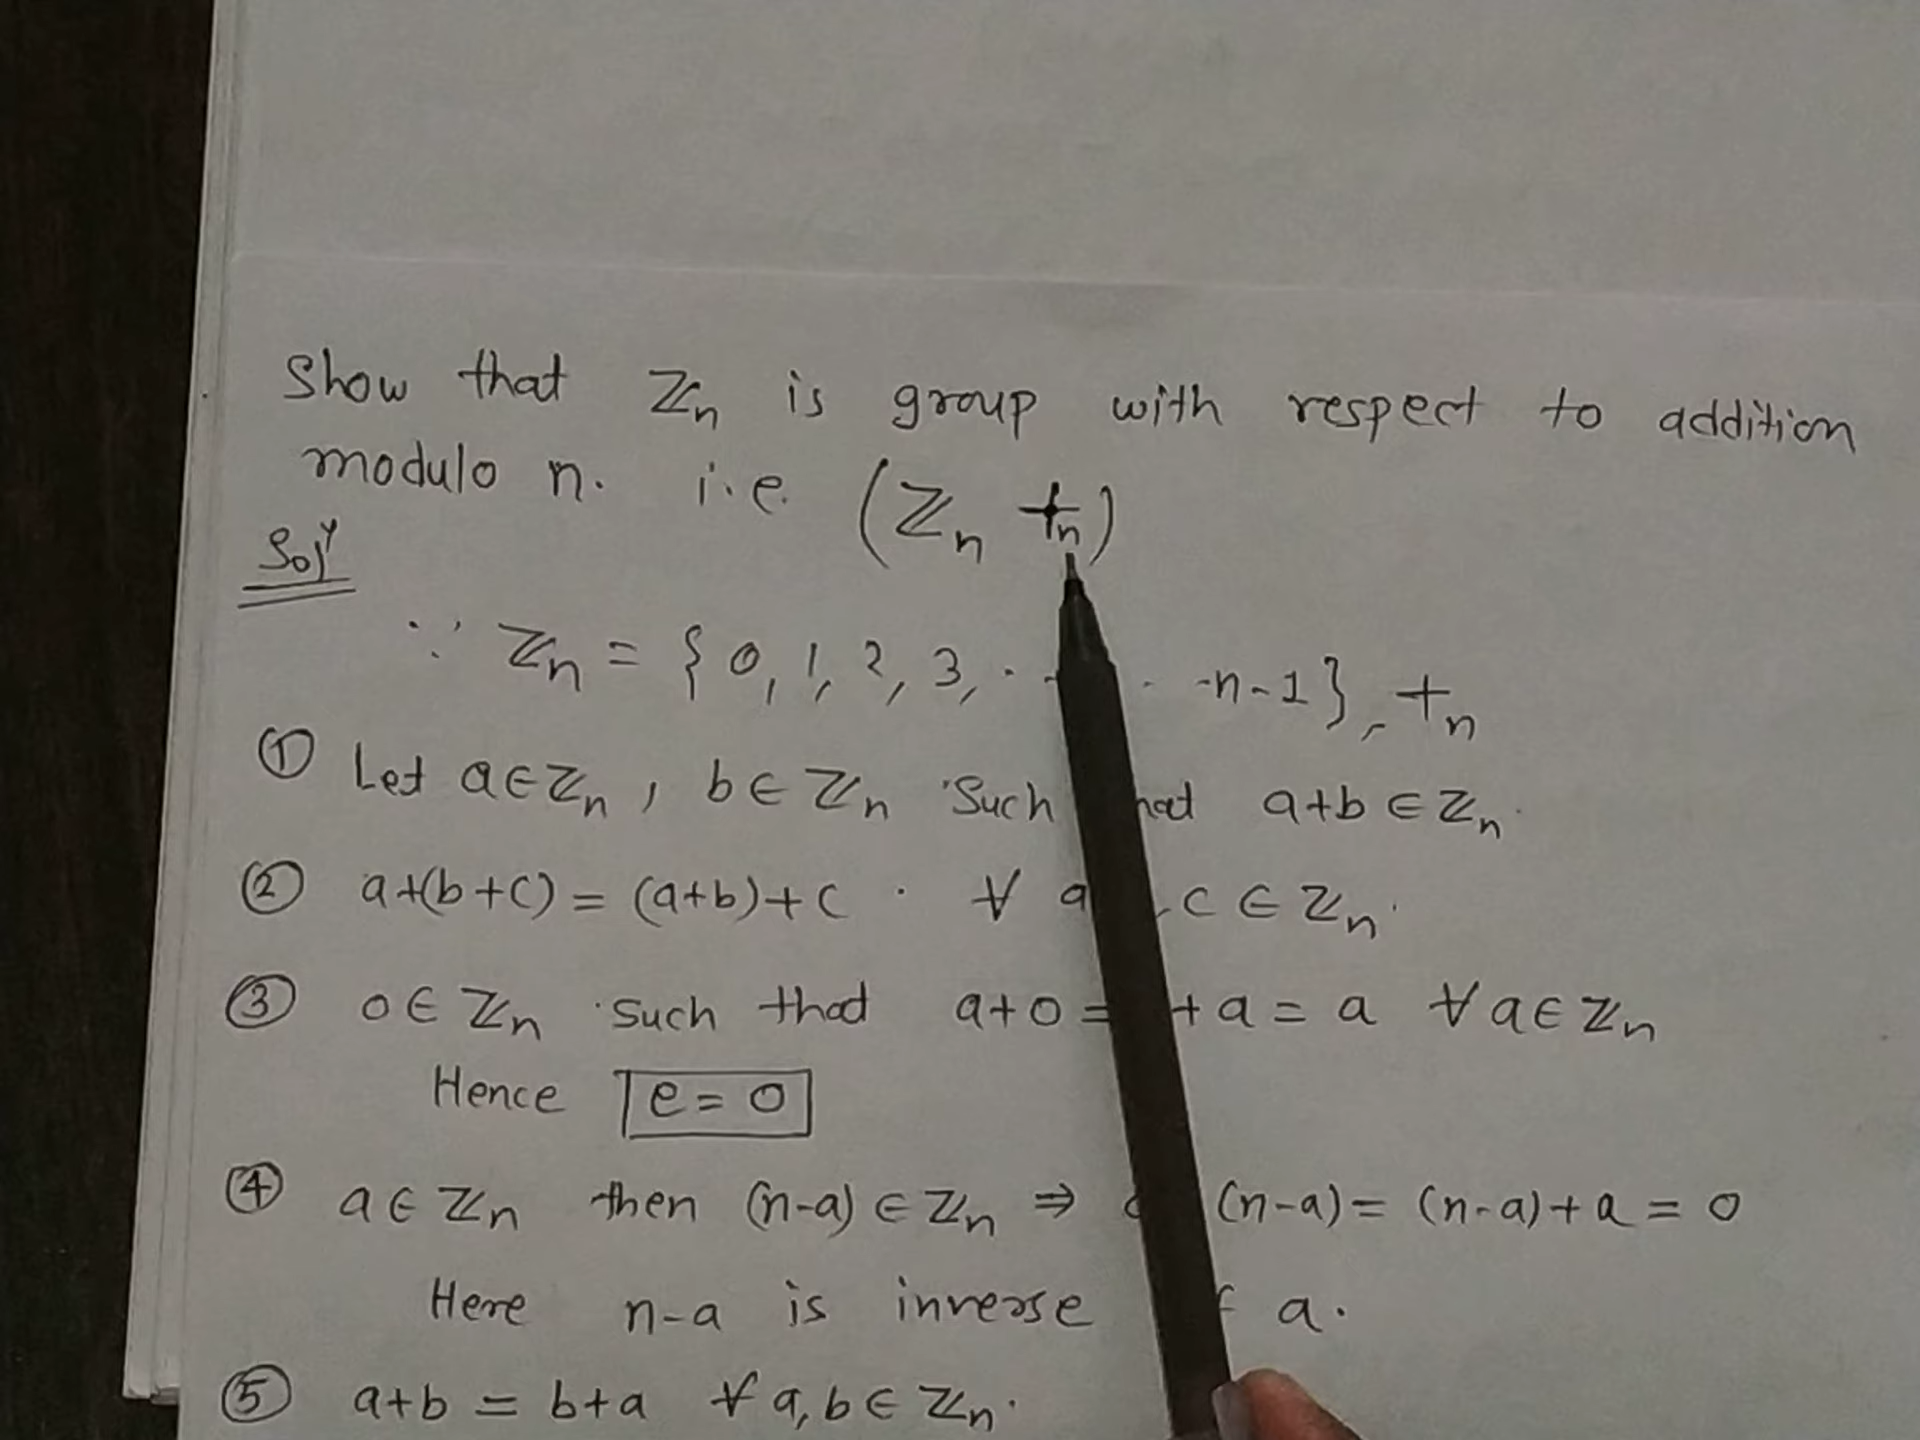 Show that ℤn is group with respect to addition
modulo n. i.e. (ℤn +n)
Solⁿ
∵ ℤn = {0, 1, 2, 3, . - . -n-1}, +n
① Let a∈ℤn, b∈ℤn Such a+b∈ℤn.
② a+(b+c) = (a+b)+c . ∀ a , c ∈ ℤn.
③ 0∈ℤn such that a+0 = +a = a ∀a∈ℤn
Hence e=0
④ a∈ℤn then (n-a)∈ℤn ⇒ (n-a) = (n-a)+a = 0
Here n-a is inverse a.
⑤ a+b = b+a ∀a,b∈ℤn.